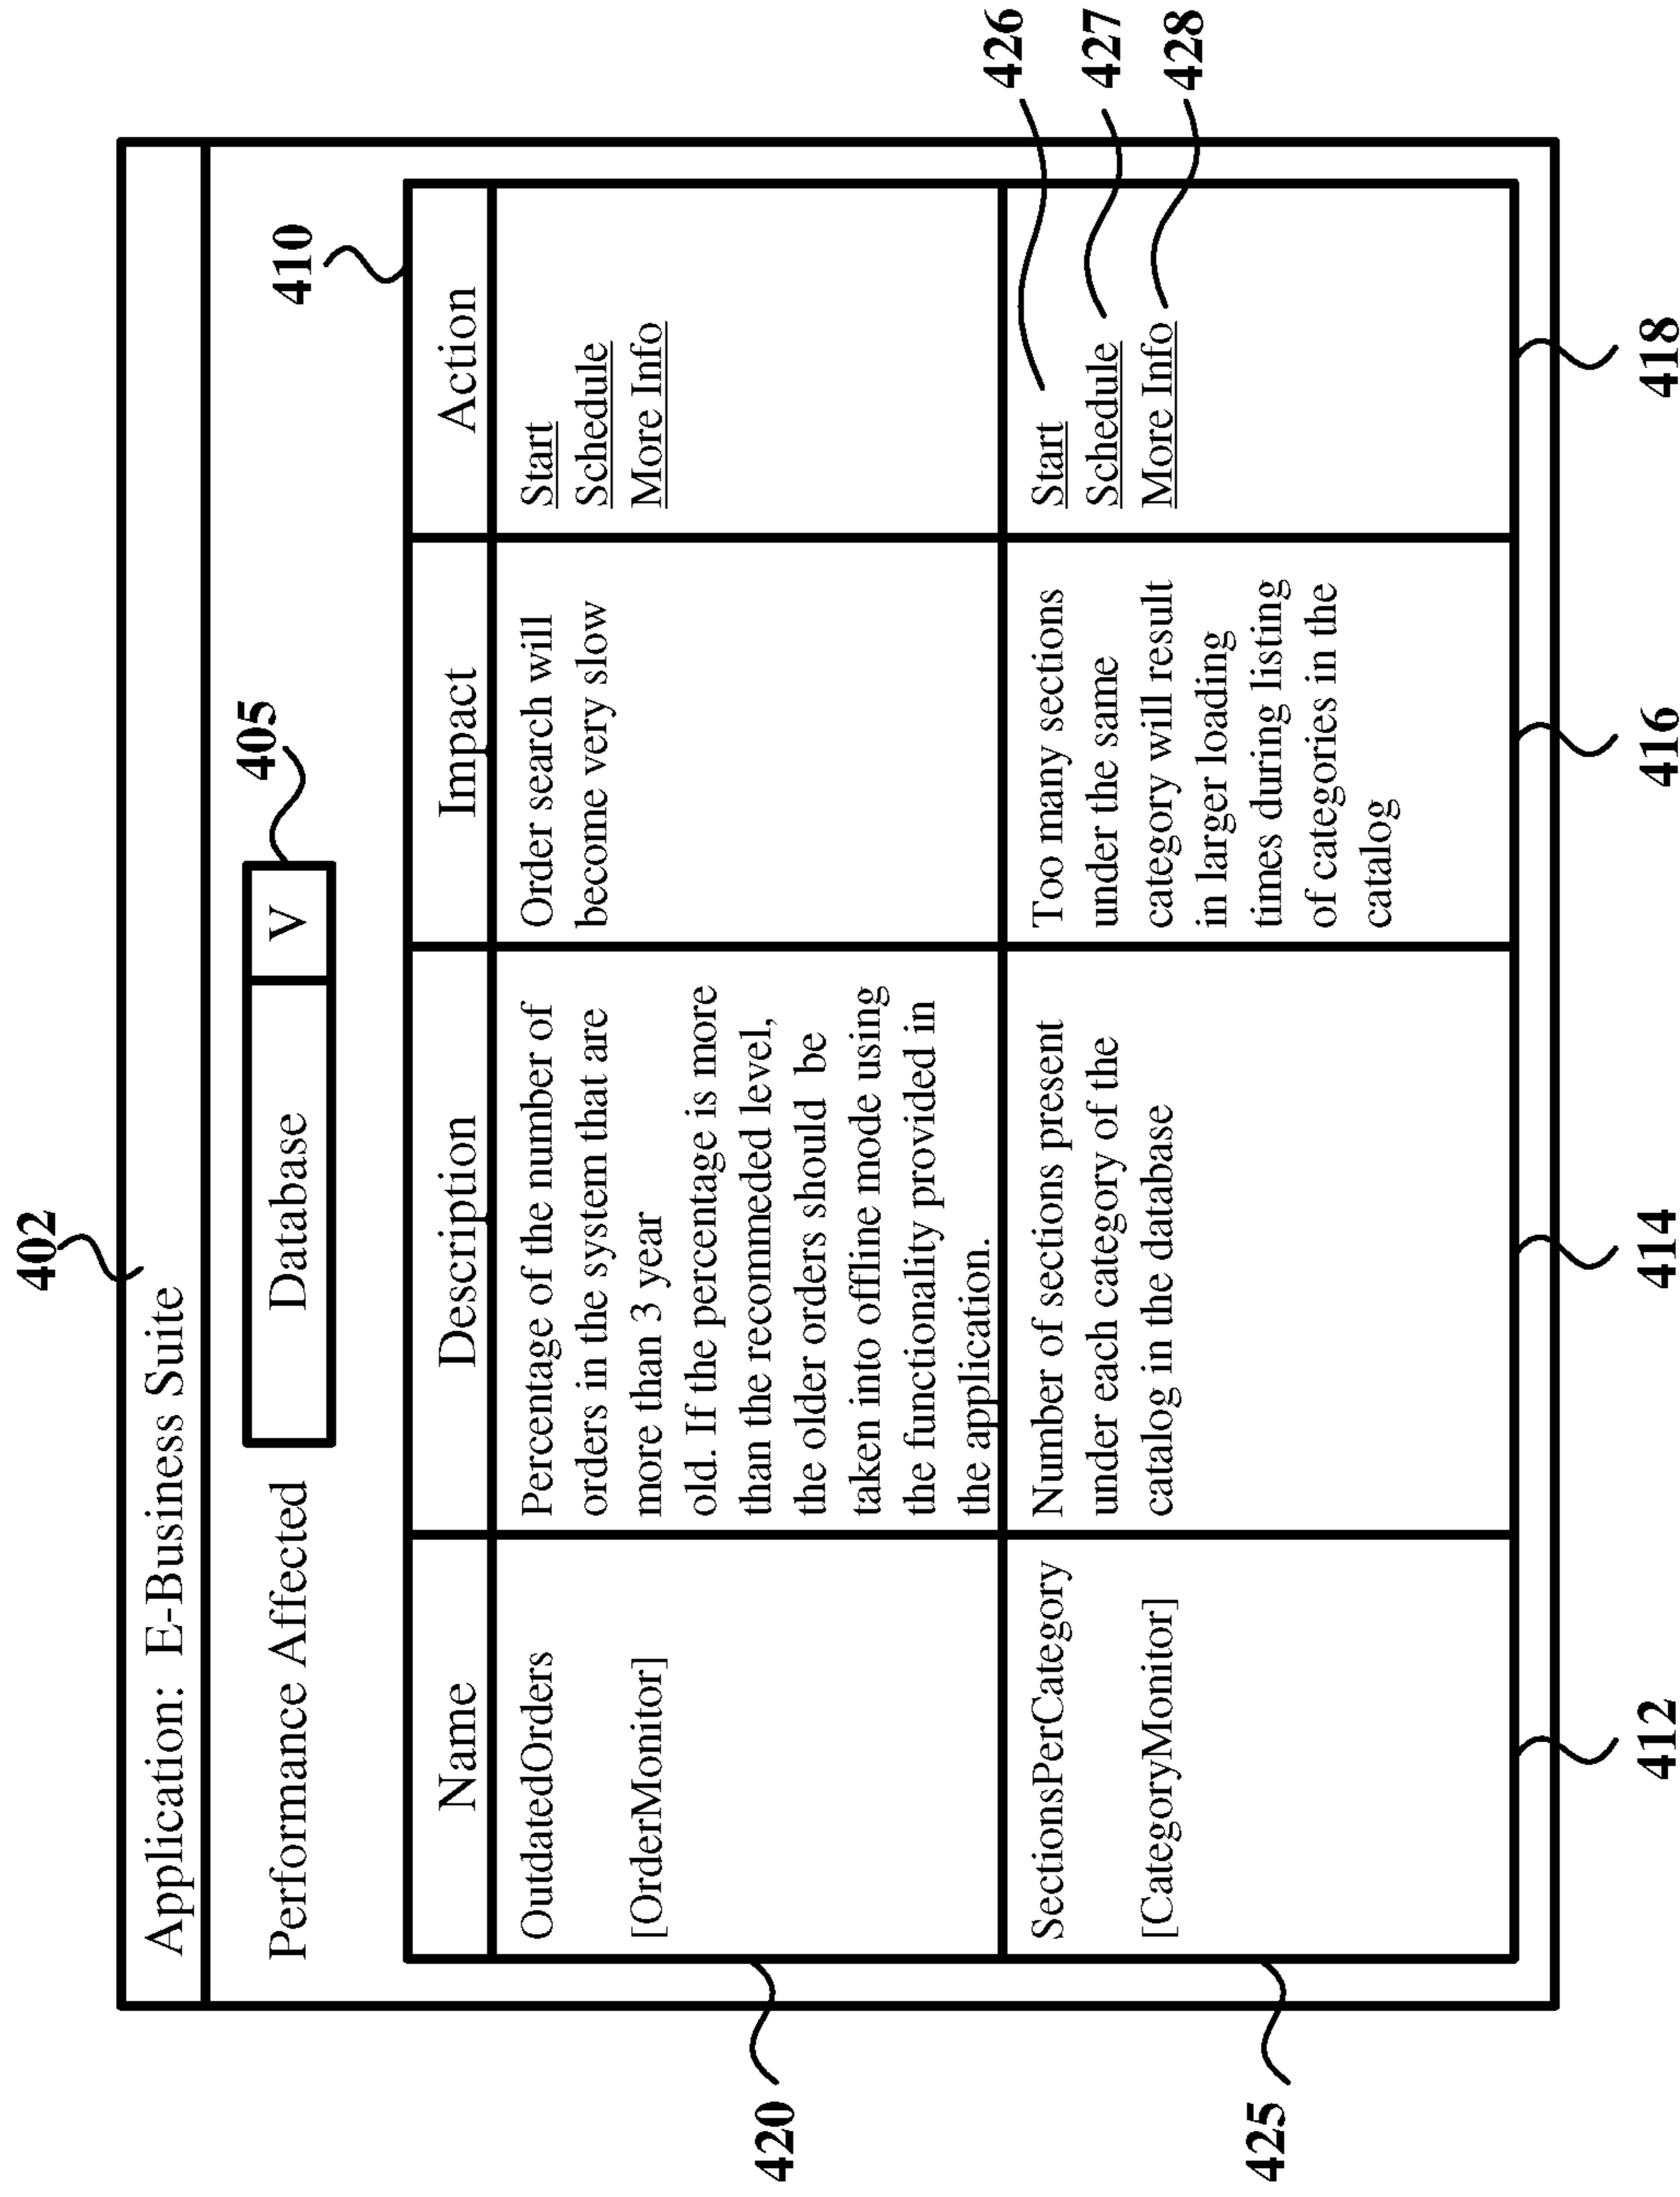 402
Application: E-Business Suite
Performance Affected
Database
V
405
410
Name
Description
Impact
Action
420
OutdatedOrders
[OrderMonitor]
Percentage of the number of
orders in the system that are
more than 3 year
old. If the percentage is more
than the recommeded level,
the older orders should be
taken into offline mode using
the functionality provided in
the application.
Order search will
become very slow
Start
Schedule
More Info
425
SectionsPerCategory
[CategoryMonitor]
Number of sections present
under each category of the
catalog in the database
Too many sections
under the same
category will result
in larger loading
times during listing
of categories in the
catalog
Start
Schedule
More Info
426
427
428
412
414
416
418